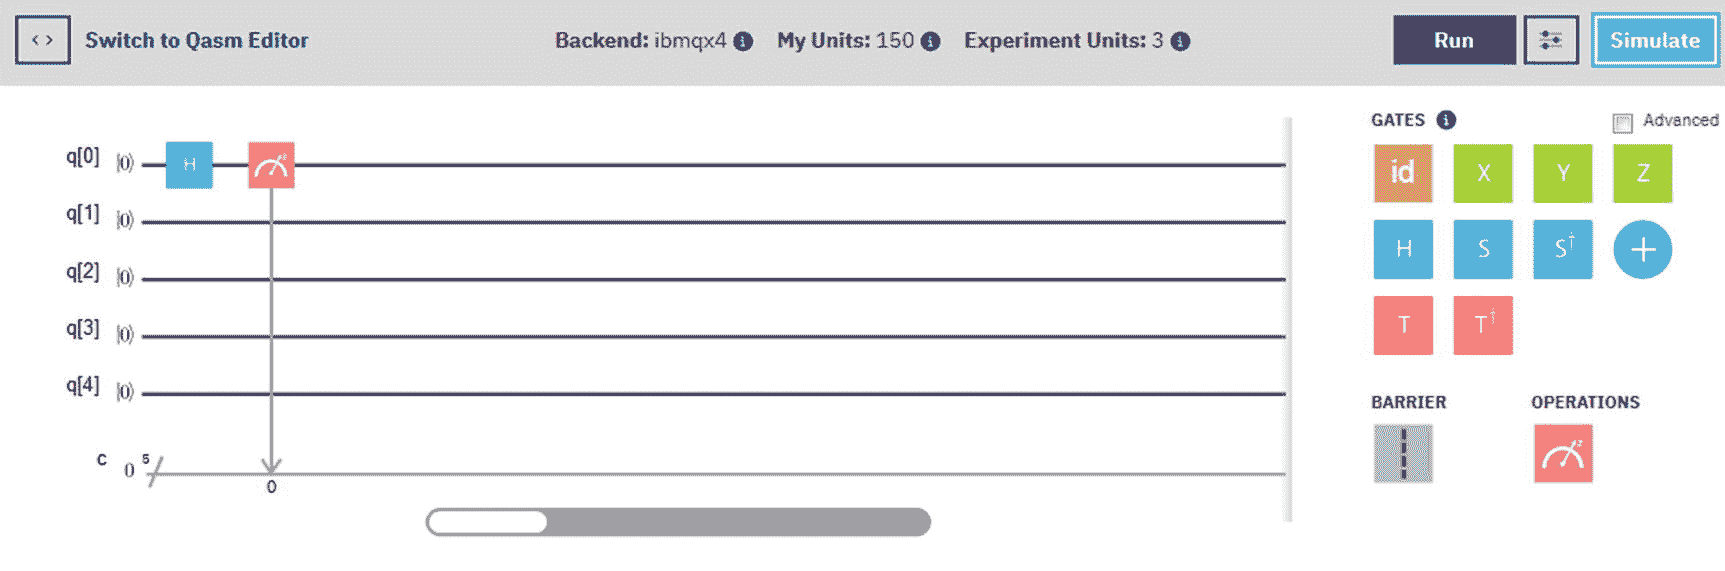 <> Switch to Qasm Editor Backend: ibmqx4 i My Units: 150 i Experiment Units: 3 i Run Simulate
GATES i Advanced
q[0] |0⟩ H z
id X Y Z
q[1] |0⟩
H S S† +
q[2] |0⟩
q[3] |0⟩
T T†
q[4] |0⟩
BARRIER OPERATIONS
c 0 5
z
0